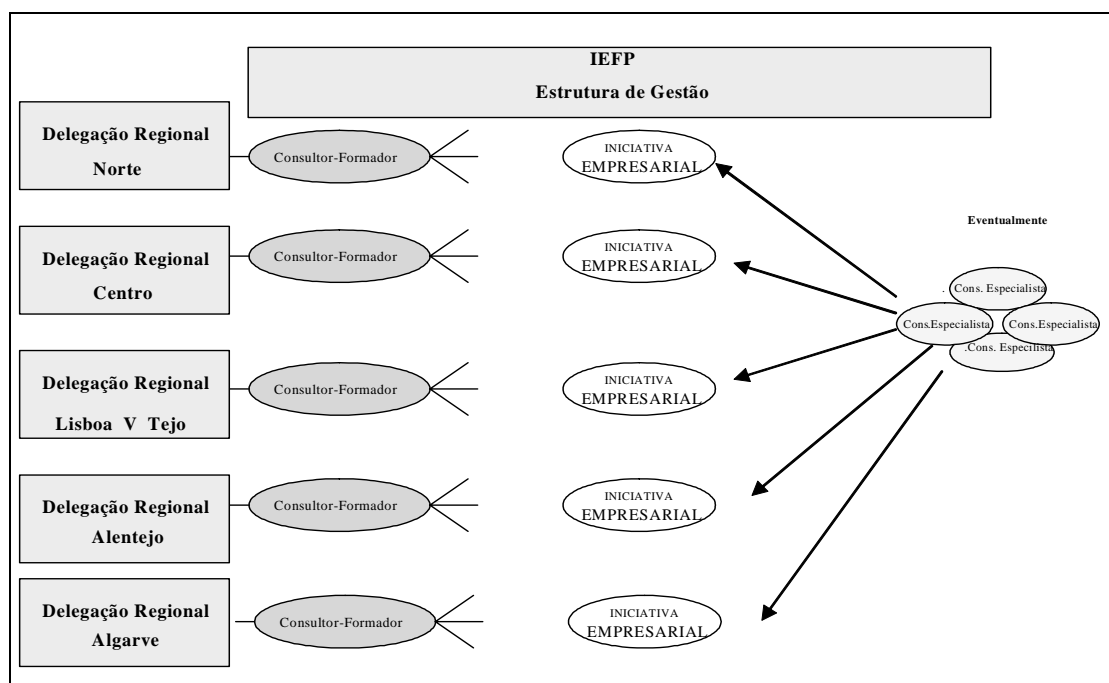 IEFP
Estrutura de Gestão
Delegação Regional
Norte
Consultor-Formador
INICIATIVA
EMPRESARIAL
Eventualmente
Delegação Regional
Centro
Consultor-Formador
INICIATIVA
EMPRESARIAL
. Cons. Especialista
Cons.Especialista
Cons.Especialista
.Cons. Especilista
Delegação Regional
Lisboa V Tejo
Consultor-Formador
INICIATIVA
EMPRESARIAL
Delegação Regional
Alentejo
Consultor-Formador
INICIATIVA
EMPRESARIAL
Delegação Regional
Algarve
Consultor-Formador
INICIATIVA
EMPRESARIAL